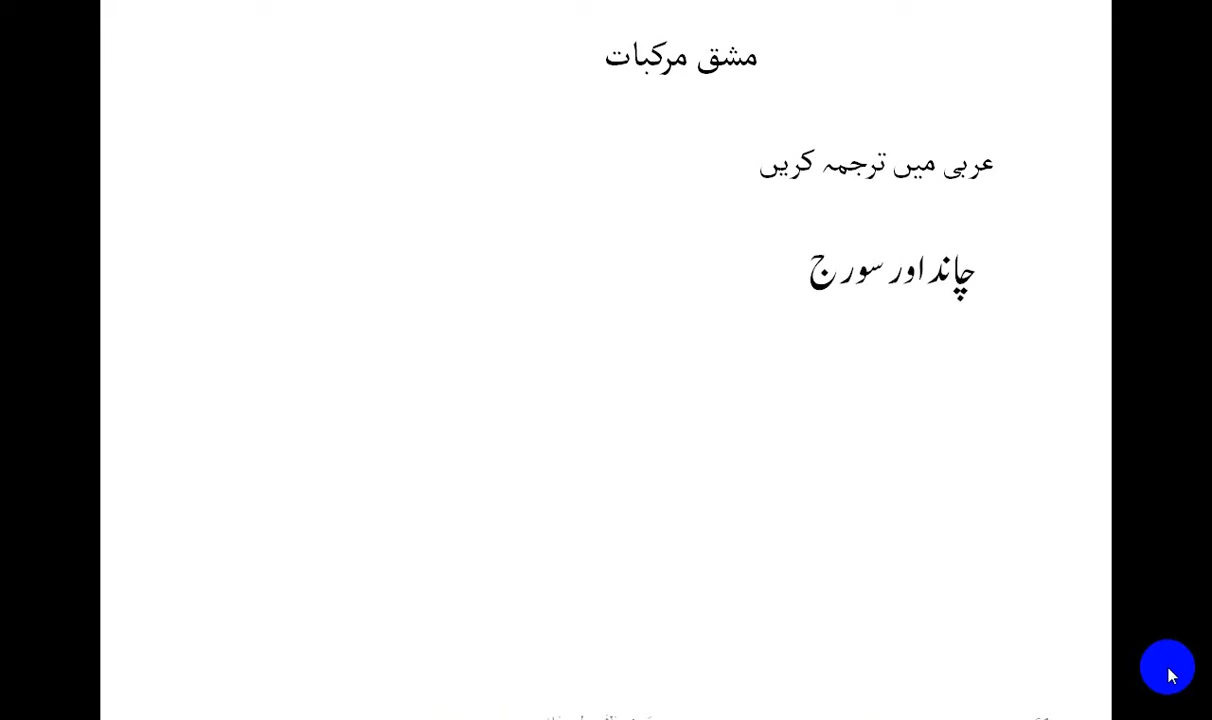 مشق مرکبات
عربی میں ترجمہ کریں
چاند اور سورج